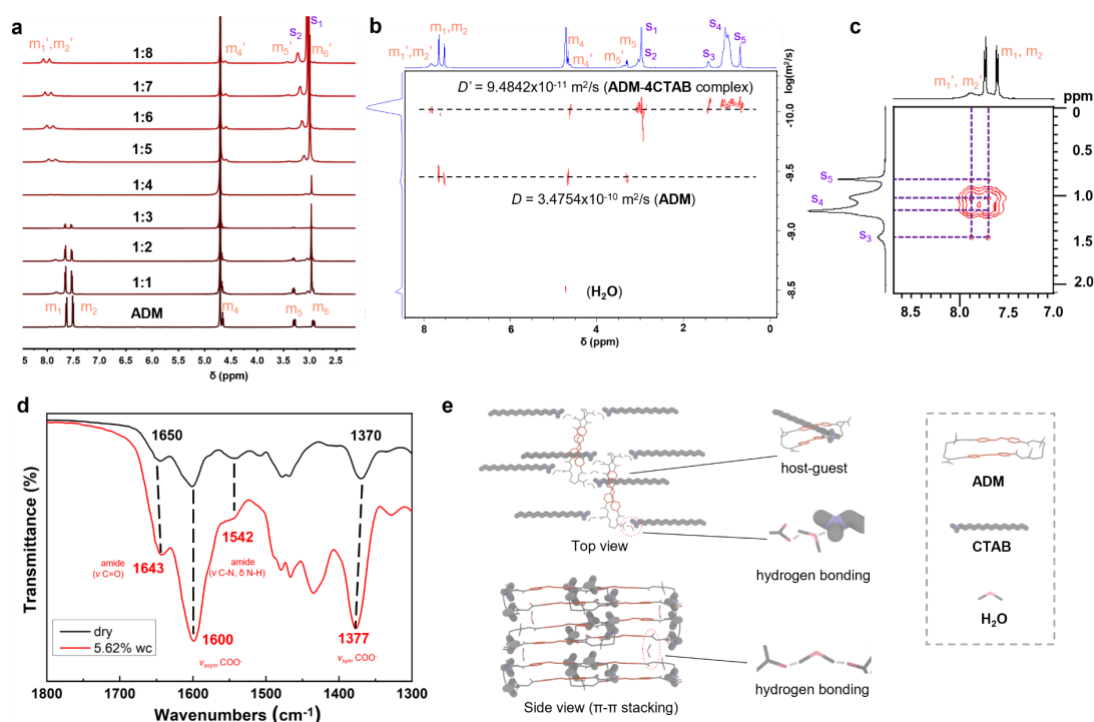 a
S₁
S₂
m₁',m₂'
m₄'
m₅'
m₆'
1:8
1:7
1:6
1:5
1:4
1:3
1:2
1:1
ADM
m₁
m₂
m₄
m₅
m₆
8.5 8.0 7.5 7.0 6.5 6.0 5.5 5.0 4.5 4.0 3.5 3.0 2.5
δ (ppm)
b
m₁,m₂
m₁',m₂'
m₄
m₄'
m₅
m₅'
S₁
S₂
S₃
S₄
S₅
log(m²/s)
D' = 9.4842x10⁻¹¹ m²/s (ADM-4CTAB complex)
-10.0
-9.5
D = 3.4754x10⁻¹⁰ m²/s (ADM)
-9.0
-8.5
(H₂O)
8 6 4 2 -0
δ (ppm)
c
m₁, m₂
m₁', m₂'
ppm
0
0.5
1.0
1.5
2.0
S₅
S₄
S₃
8.5 8.0 7.5 7.0
d
1650
1370
1542
amide
(ν C=O)
1643
amide
(ν C-N, δ N-H)
1600
νasym COO⁻
1377
νsym COO⁻
dry
5.62% wc
Transmittance (%)
1800 1700 1600 1500 1400 1300
Wavenumbers (cm⁻¹)
e
Top view
host-guest
hydrogen bonding
Side view (π-π stacking)
hydrogen bonding
ADM
CTAB
H₂O